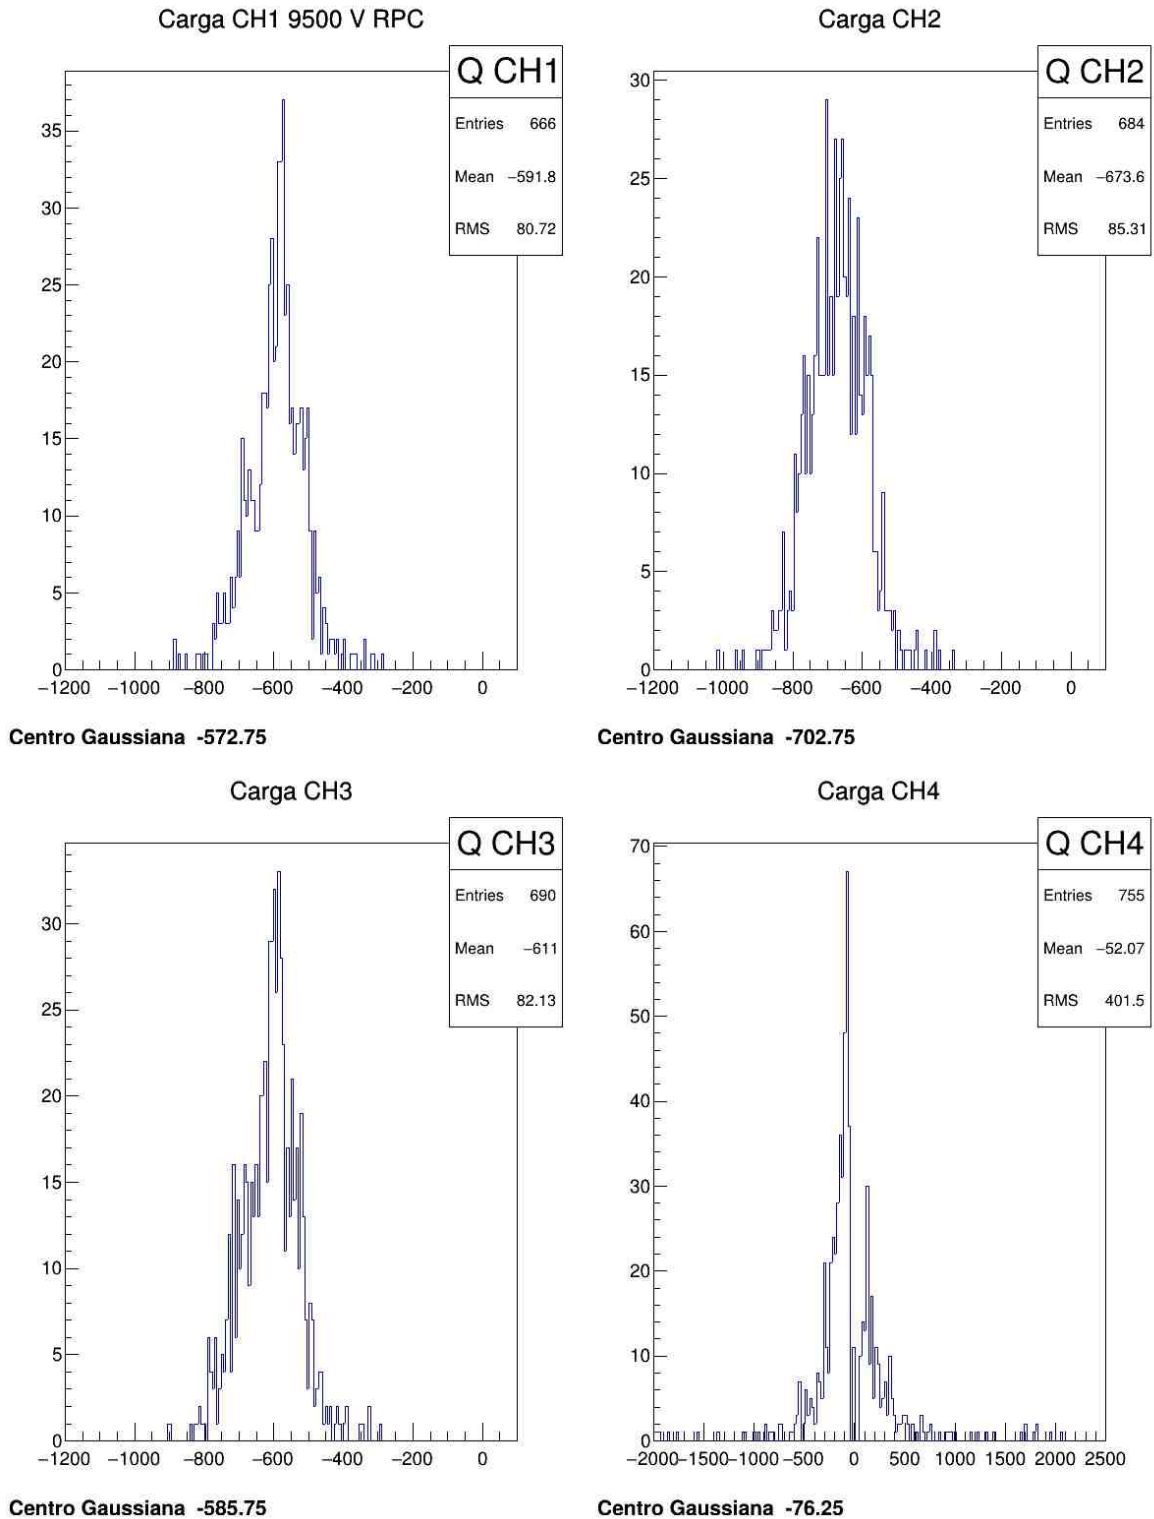 Carga CH1 9500 V RPC
Q CH1
Entries 666
Mean −591.8
RMS 80.72
35
30
25
20
15
10
5
0
−1200 −1000 −800 −600 −400 −200 0
Centro Gaussiana -572.75
Carga CH2
Q CH2
Entries 684
Mean −673.6
RMS 85.31
30
25
20
15
10
5
0
−1200 −1000 −800 −600 −400 −200 0
Centro Gaussiana -702.75
Carga CH3
Q CH3
Entries 690
Mean −611
RMS 82.13
30
25
20
15
10
5
0
−1200 −1000 −800 −600 −400 −200 0
Centro Gaussiana -585.75
Carga CH4
Q CH4
Entries 755
Mean −52.07
RMS 401.5
70
60
50
40
30
20
10
0
−2000 −1500 −1000 −500 0 500 1000 1500 2000 2500
Centro Gaussiana -76.25